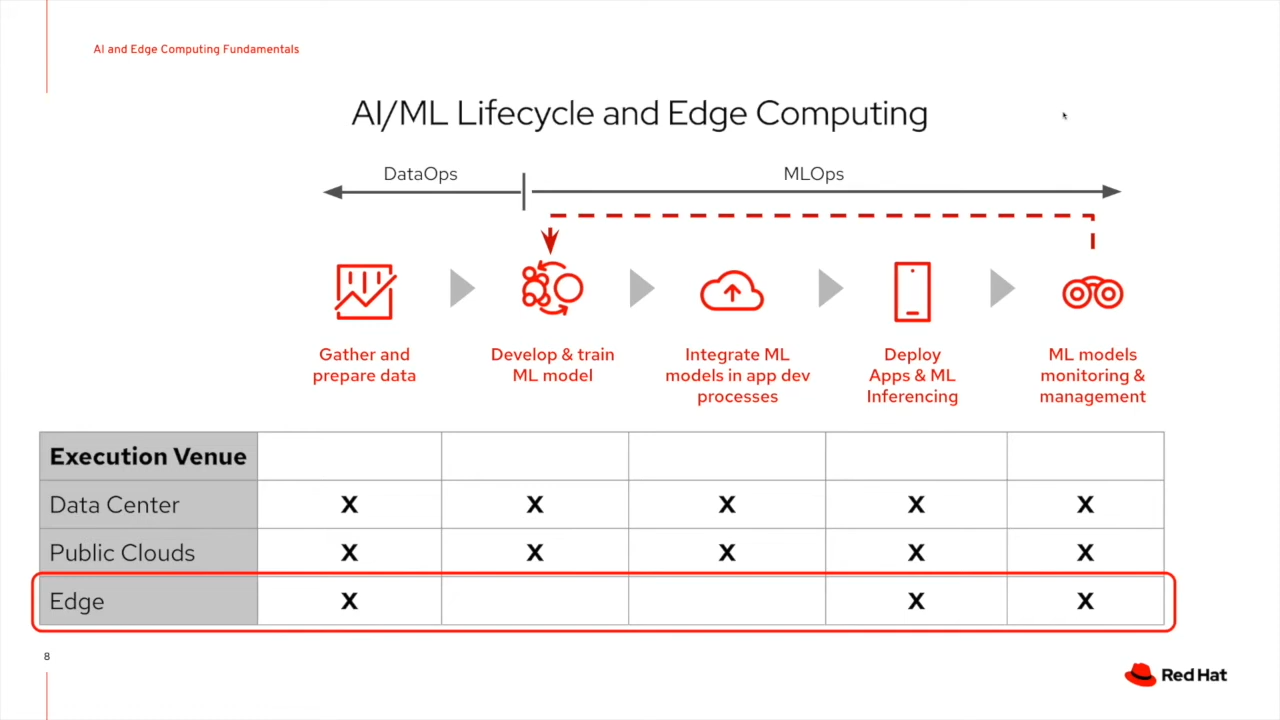 AI and Edge Computing Fundamentals
AI/ML Lifecycle and Edge Computing
DataOps
MLOps
Gather and
prepare data
Develop & train
ML model
Integrate ML
models in app dev
processes
Deploy
Apps & ML
Inferencing
ML models
monitoring &
management
Execution Venue
Data Center X X X X X
Public Clouds X X X X X
Edge X X X
8
Red Hat